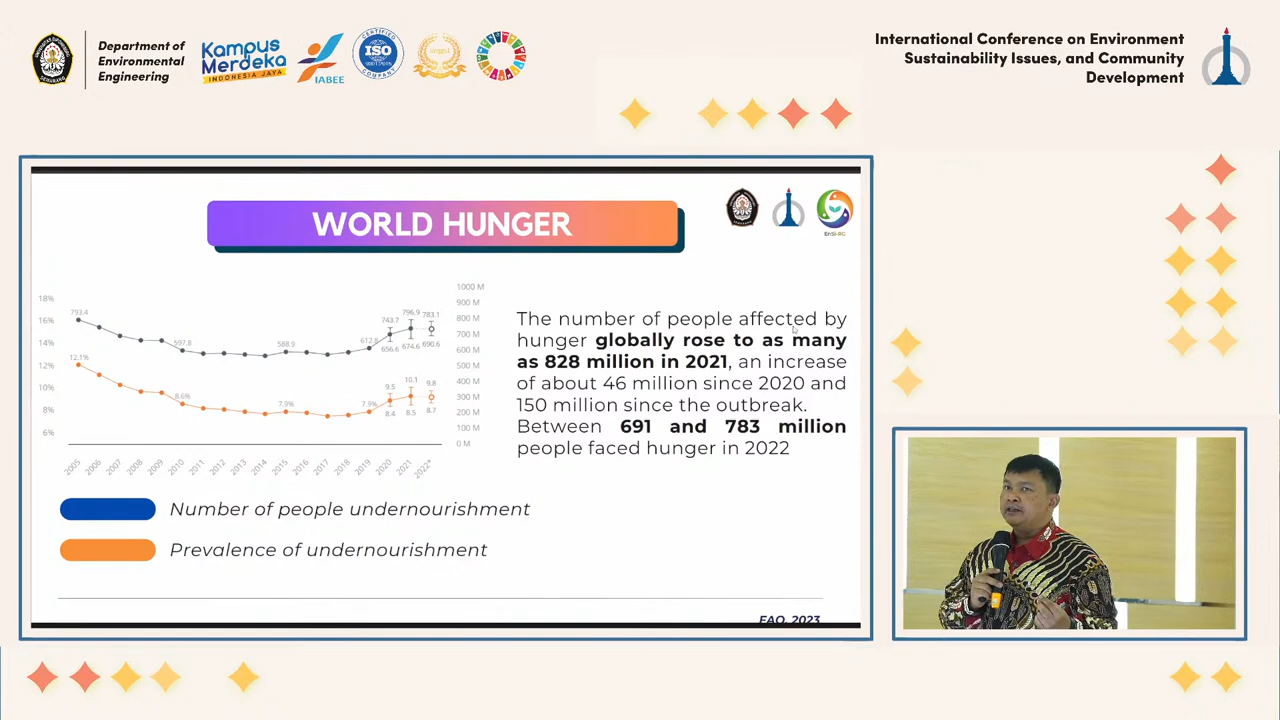 Department of
Environmental
Engineering
Kampus
Merdeka
INDONESIA JAYA
IABEE
CERTIFIED
ISO
9001:2015
COMPANY
International Conference on Environment
Sustainability Issues, and Community
Development
WORLD HUNGER
EnSI-RG
18%
16%
14%
12%
10%
8%
6%
1000 M
900 M
800 M
700 M
600 M
500 M
400 M
300 M
200 M
100 M
0 M
793.4
597.8
588.9
612.8
743.7
796.9
783.1
656.6
674.6
690.6
12.1%
8.6%
7.9%
7.9%
9.5
10.1
9.8
8.4
8.5
8.7
2005
2006
2007
2008
2009
2010
2011
2012
2013
2014
2015
2016
2017
2018
2019
2020
2021
2022*
The number of people affected by
hunger globally rose to as many
as 828 million in 2021, an increase
of about 46 million since 2020 and
150 million since the outbreak.
Between 691 and 783 million
people faced hunger in 2022
Number of people undernourishment
Prevalence of undernourishment
FAO, 2023